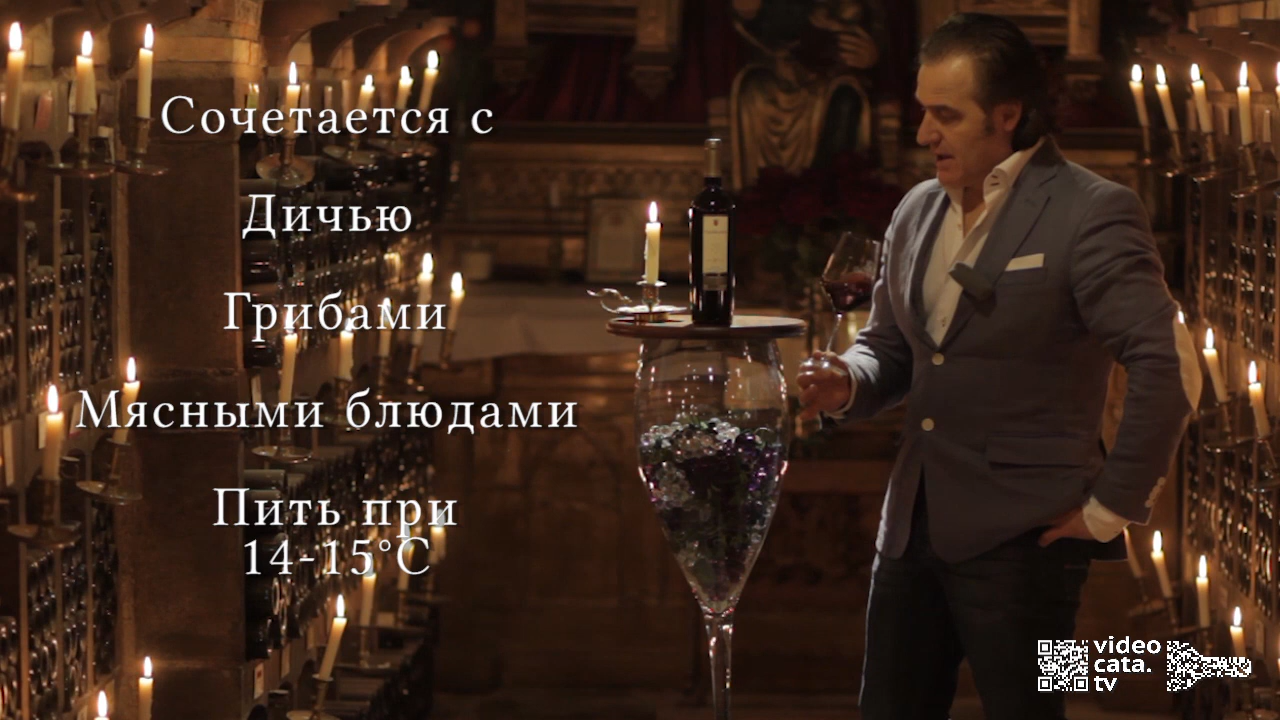 Сочетается с
Дичью
Грибами
Мясными блюдами
Пить при
14-15°C
video
cata.
tv